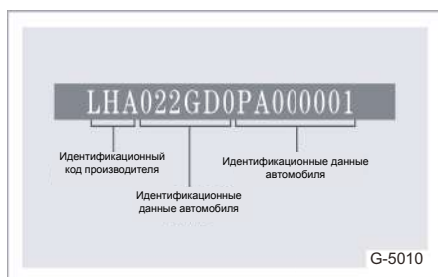 LHA022GD0PA000001
Идентификационный
код производителя
Идентификационные данные
автомобиля
Идентификационные
данные автомобиля
G-5010